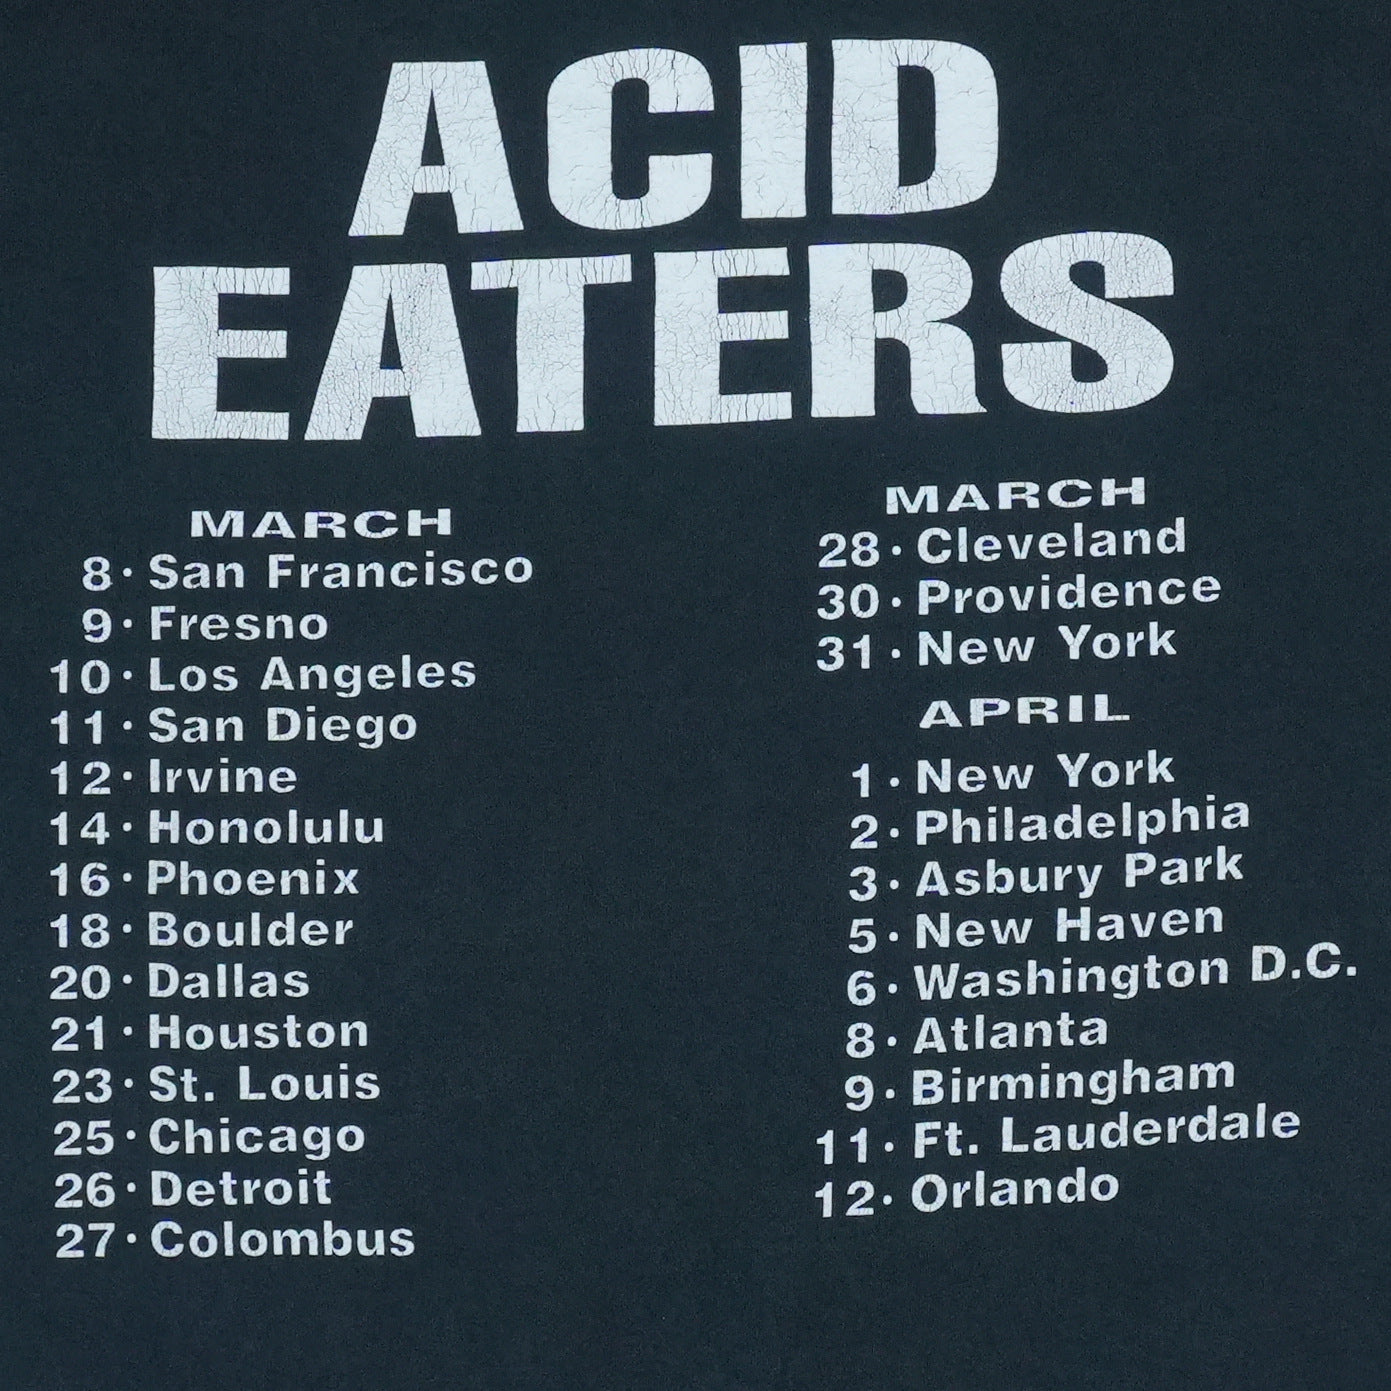 ACID
EATERS
MARCH
8 · San Francisco
9 · Fresno
10 · Los Angeles
11 · San Diego
12 · Irvine
14 · Honolulu
16 · Phoenix
18 · Boulder
20 · Dallas
21 · Houston
23 · St. Louis
25 · Chicago
26 · Detroit
27 · Colombus
MARCH
28 · Cleveland
30 · Providence
31 · New York
APRIL
1 · New York
2 · Philadelphia
3 · Asbury Park
5 · New Haven
6 · Washington D.C.
8 · Atlanta
9 · Birmingham
11 · Ft. Lauderdale
12 · Orlando